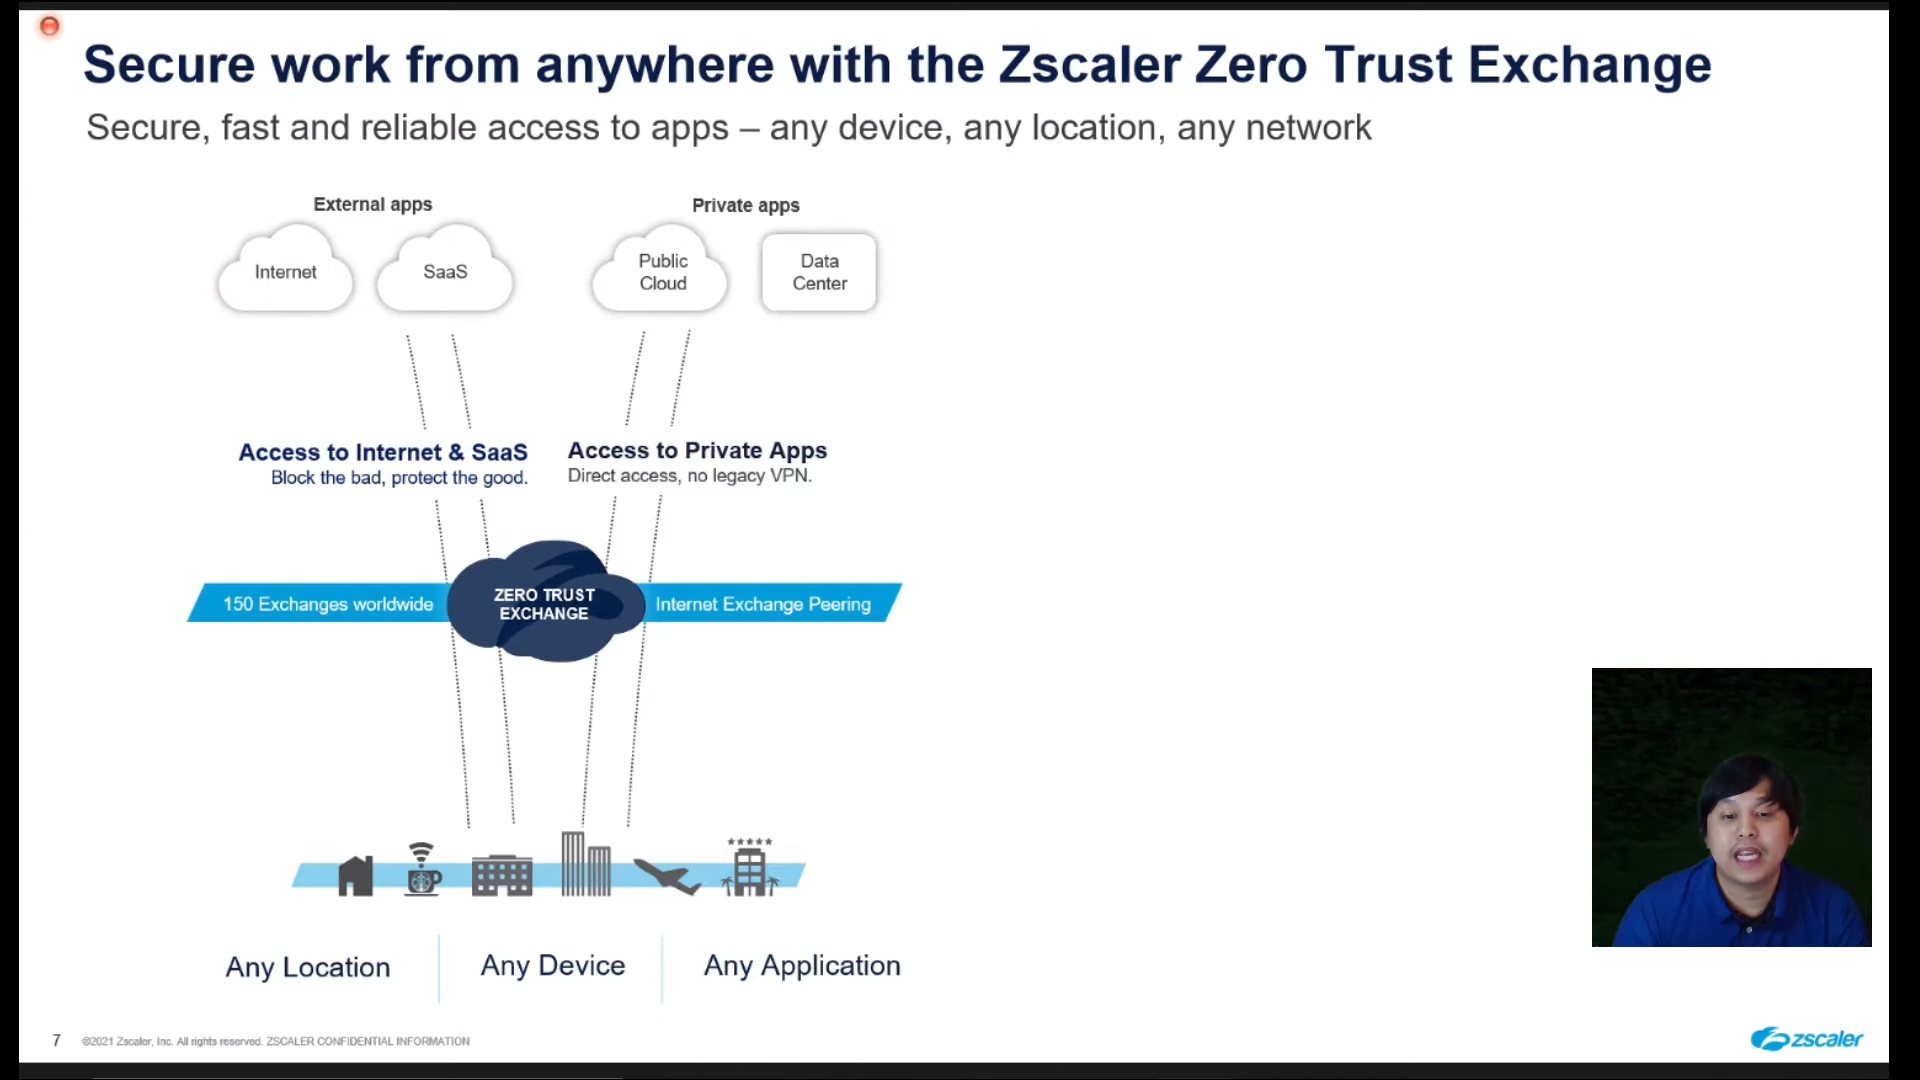 Secure work from anywhere with the Zscaler Zero Trust Exchange
Secure, fast and reliable access to apps – any device, any location, any network
External apps
Private apps
Internet
SaaS
Public
Cloud
Data
Center
Access to Internet & SaaS
Block the bad, protect the good.
Access to Private Apps
Direct access, no legacy VPN.
150 Exchanges worldwide
ZERO TRUST
EXCHANGE
Internet Exchange Peering
Any Location
Any Device
Any Application
7
©2021 Zscaler, Inc. All rights reserved. ZSCALER CONFIDENTIAL INFORMATION
zscaler